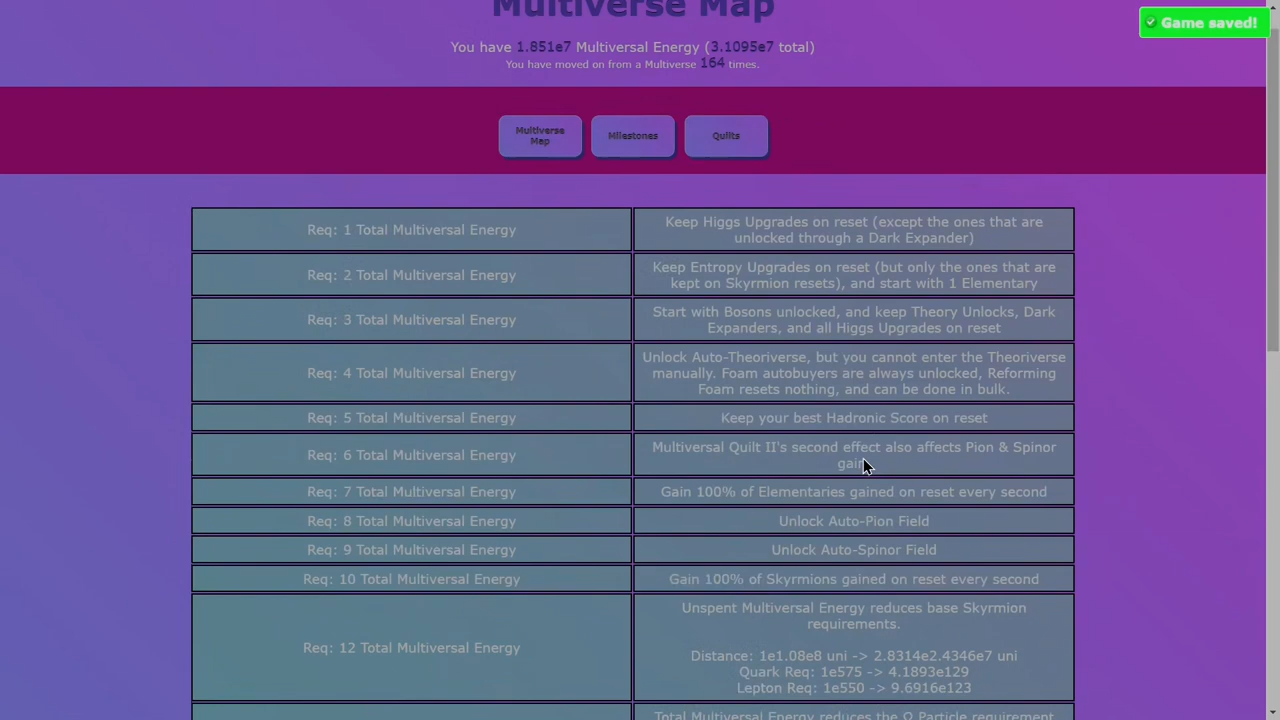 Multiverse Map
Game saved!
You have 1.851e7 Multiversal Energy (3.1095e7 total)
You have moved on from a Multiverse 164 times.
Multiverse
Map
Milestones
Quilts
Req: 1 Total Multiversal Energy
Keep Higgs Upgrades on reset (except the ones that are
unlocked through a Dark Expander)
Req: 2 Total Multiversal Energy
Keep Entropy Upgrades on reset (but only the ones that are
kept on Skyrmion resets), and start with 1 Elementary
Req: 3 Total Multiversal Energy
Start with Bosons unlocked, and keep Theory Unlocks, Dark
Expanders, and all Higgs Upgrades on reset
Req: 4 Total Multiversal Energy
Unlock Auto-Theoriverse, but you cannot enter the Theoriverse
manually. Foam autobuyers are always unlocked, Reforming
Foam resets nothing, and can be done in bulk.
Req: 5 Total Multiversal Energy
Keep your best Hadronic Score on reset
Req: 6 Total Multiversal Energy
Multiversal Quilt II's second effect also affects Pion & Spinor
gain
Req: 7 Total Multiversal Energy
Gain 100% of Elementaries gained on reset every second
Req: 8 Total Multiversal Energy
Unlock Auto-Pion Field
Req: 9 Total Multiversal Energy
Unlock Auto-Spinor Field
Req: 10 Total Multiversal Energy
Gain 100% of Skyrmions gained on reset every second
Req: 12 Total Multiversal Energy
Unspent Multiversal Energy reduces base Skyrmion
requirements.
Distance: 1e1.08e8 uni -> 2.8314e2.4346e7 uni
Quark Req: 1e575 -> 4.1893e129
Lepton Req: 1e550 -> 9.6916e123
Total Multiversal Energy reduces the Ω Particle requirement